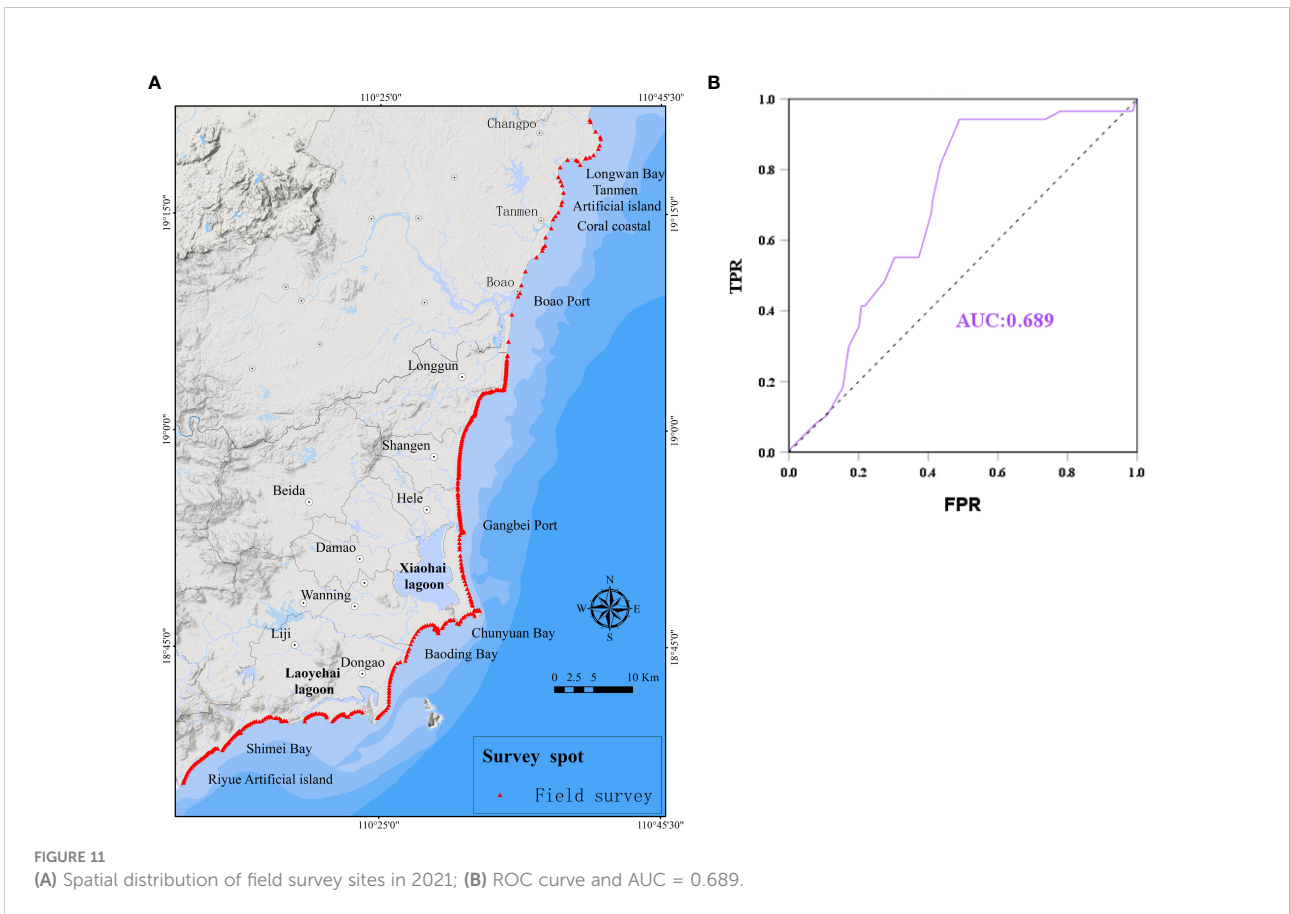 A
110°25'0"
110°45'30"
Changpo
Longwan Bay
Tanmen
Artificial island
Coral coastal
Tanmen
19°15'0"
19°15'0"
Boao
Boao Port
Longgun
19°0'0"
19°0'0"
Shangen
Beida
Hele
Gangbei Port
Damao
Xiaohai
lagoon
Wanning
N
W
E
S
Liji
Chunyuan Bay
18°45'0"
18°45'0"
Baoding Bay
Dongao
Laoyehai
lagoon
0 2.5 5 10 Km
Shimei Bay
Riyue Artificial island
Survey spot
Field survey
110°25'0"
110°45'30"
B
1.0
0.8
0.6
0.4
0.2
0.0
TPR
AUC:0.689
0.0 0.2 0.4 0.6 0.8 1.0
FPR
FIGURE 11
(A) Spatial distribution of field survey sites in 2021; (B) ROC curve and AUC = 0.689.